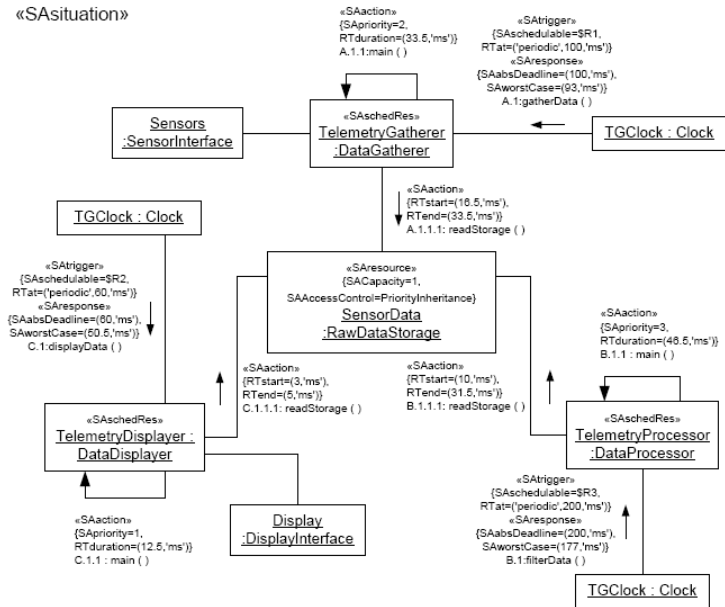 «SAsituation»
«SAaction»
{SApriority=2,
RTduration=(33.5,'ms')}
A.1.1:main ( )
«SAtrigger»
{SAschedulable=$R1,
RTat=('periodic',100,'ms')}
«SAresponse»
{SAabsDeadline=(100,'ms'),
SAworstCase=(93,'ms')}
A.1:gatherData ( )
Sensors
:SensorInterface
«SAschedRes»
TelemetryGatherer
:DataGatherer
TGClock : Clock
«SAaction»
{RTstart=(16.5,'ms'),
RTend=(33.5,'ms')}
A.1.1.1: readStorage ( )
TGClock : Clock
«SAtrigger»
{SAschedulable=$R2,
RTat=('periodic',60,'ms')}
«SAresponse»
{SAabsDeadline=(60,'ms'),
SAworstCase=(50.5,'ms')}
C.1:displayData ( )
«SAresource»
{SACapacity=1,
SAAccessControl=PriorityInheritance}
SensorData
:RawDataStorage
«SAaction»
{SApriority=3,
RTduration=(46.5,'ms')}
B.1.1 : main ( )
«SAaction»
{RTstart=(3,'ms'),
RTend=(5,'ms')}
C.1.1.1: readStorage ( )
«SAaction»
{RTstart=(10,'ms'),
RTend=(31.5,'ms')}
B.1.1.1: readStorage ( )
«SAschedRes»
TelemetryDisplayer :
DataDisplayer
«SAschedRes»
TelemetryProcessor
:DataProcessor
«SAaction»
{SApriority=1,
RTduration=(12.5,'ms')}
C.1.1 : main ( )
Display
:DisplayInterface
«SAtrigger»
{SAschedulable=$R3,
RTat=('periodic',200,'ms')}
«SAresponse»
{SAabsDeadline=(200,'ms'),
SAworstCase=(177,'ms')}
B.1:filterData ( )
TGClock : Clock